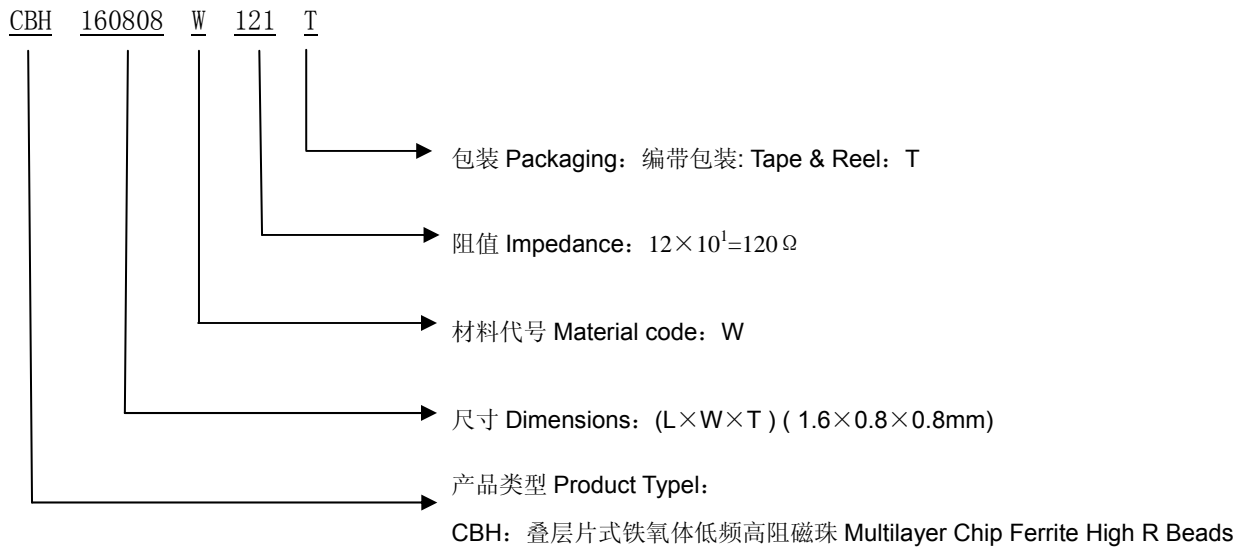 CBH 160808 W 121 T
包装 Packaging：编带包装: Tape & Reel：T
阻值 Impedance：12×10¹=120Ω
材料代号 Material code：W
尺寸 Dimensions：(L×W×T ) ( 1.6×0.8×0.8mm)
产品类型 Product Typel：
CBH：叠层片式铁氧体低频高阻磁珠 Multilayer Chip Ferrite High R Beads